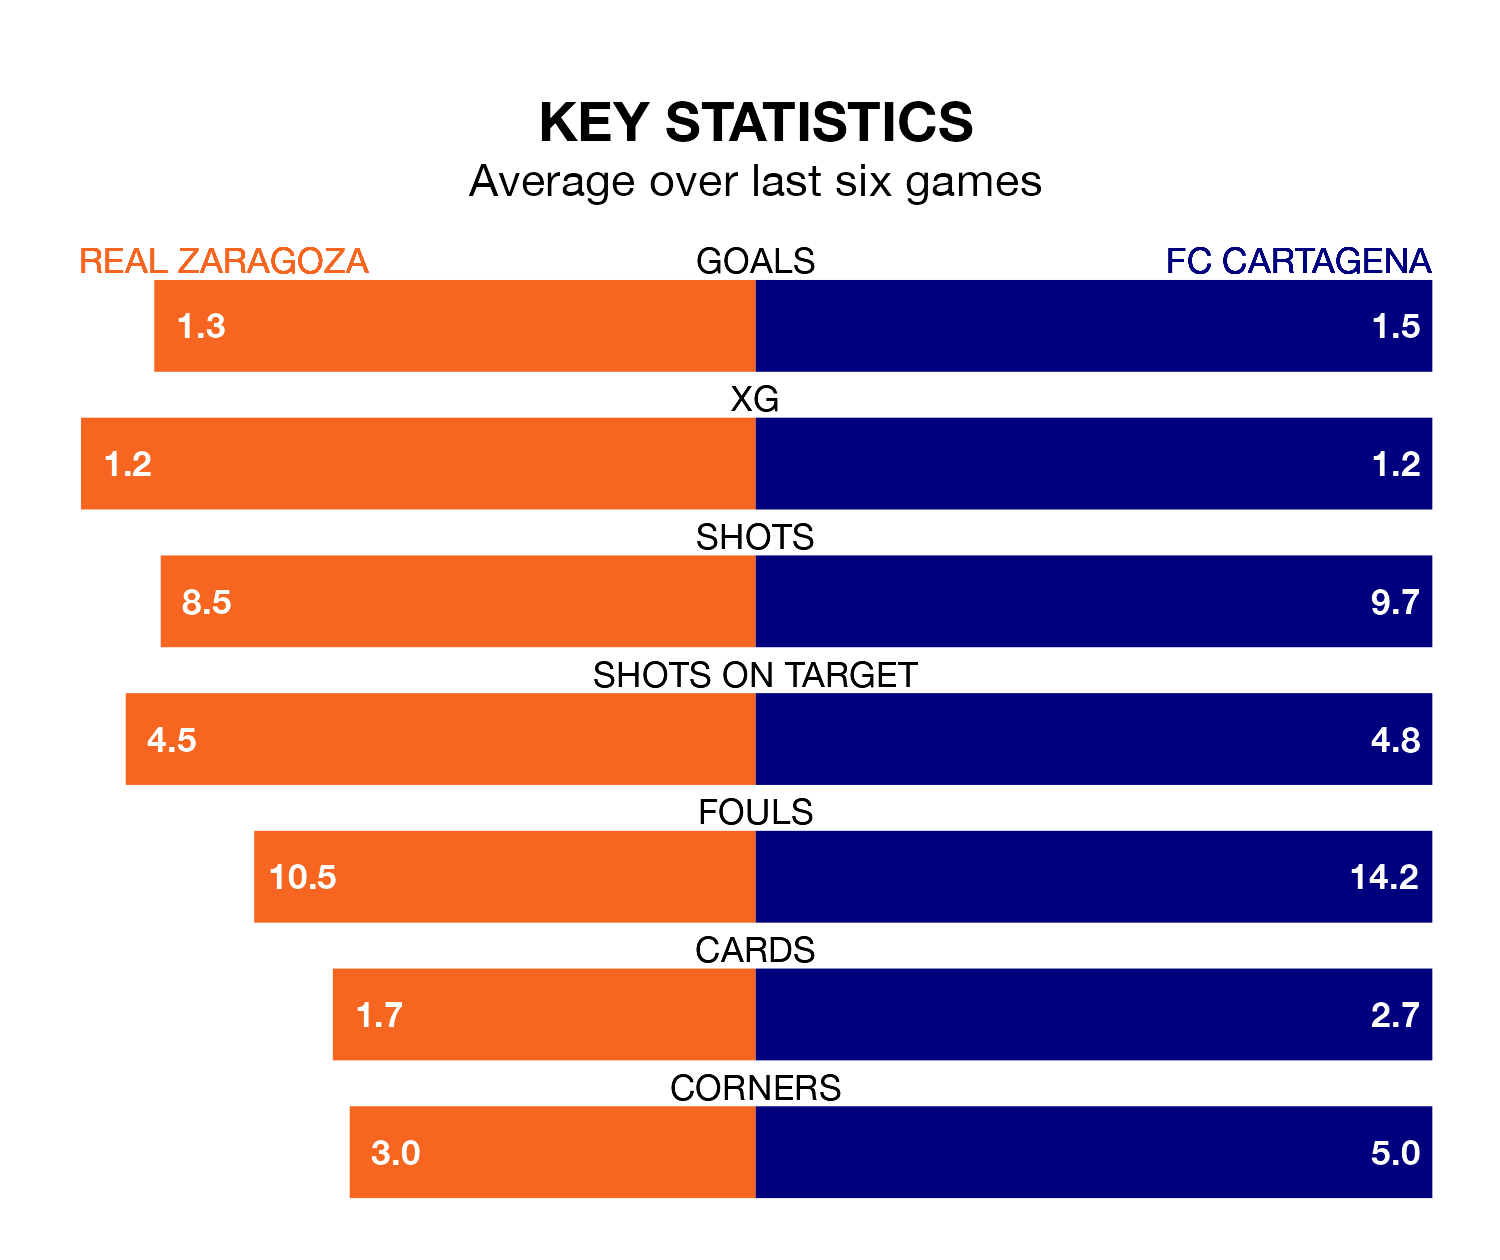 KEY STATISTICS
Average over last six games
REAL ZARAGOZA GOALS FC CARTAGENA
1.3 1.5
XG
1.2 1.2
SHOTS
8.5 9.7
SHOTS ON TARGET
4.5 4.8
FOULS
10.5 14.2
CARDS
1.7 2.7
CORNERS
3.0 5.0